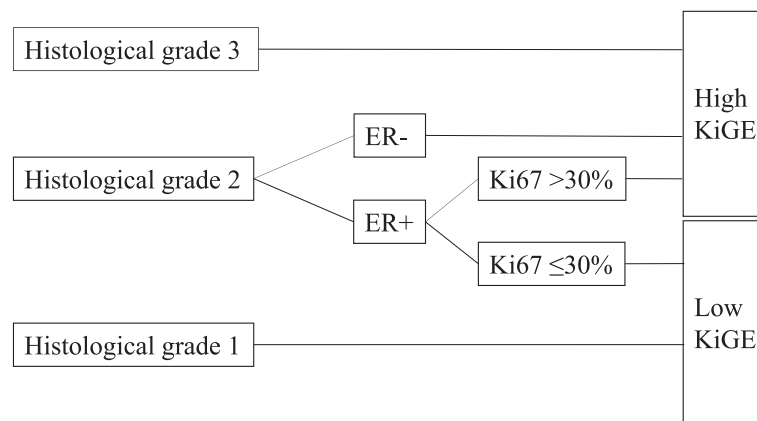 Histological grade 3
High
KiGE
ER-
Histological grade 2
Ki67 >30%
ER+
Ki67 ≤30%
Low
KiGE
Histological grade 1